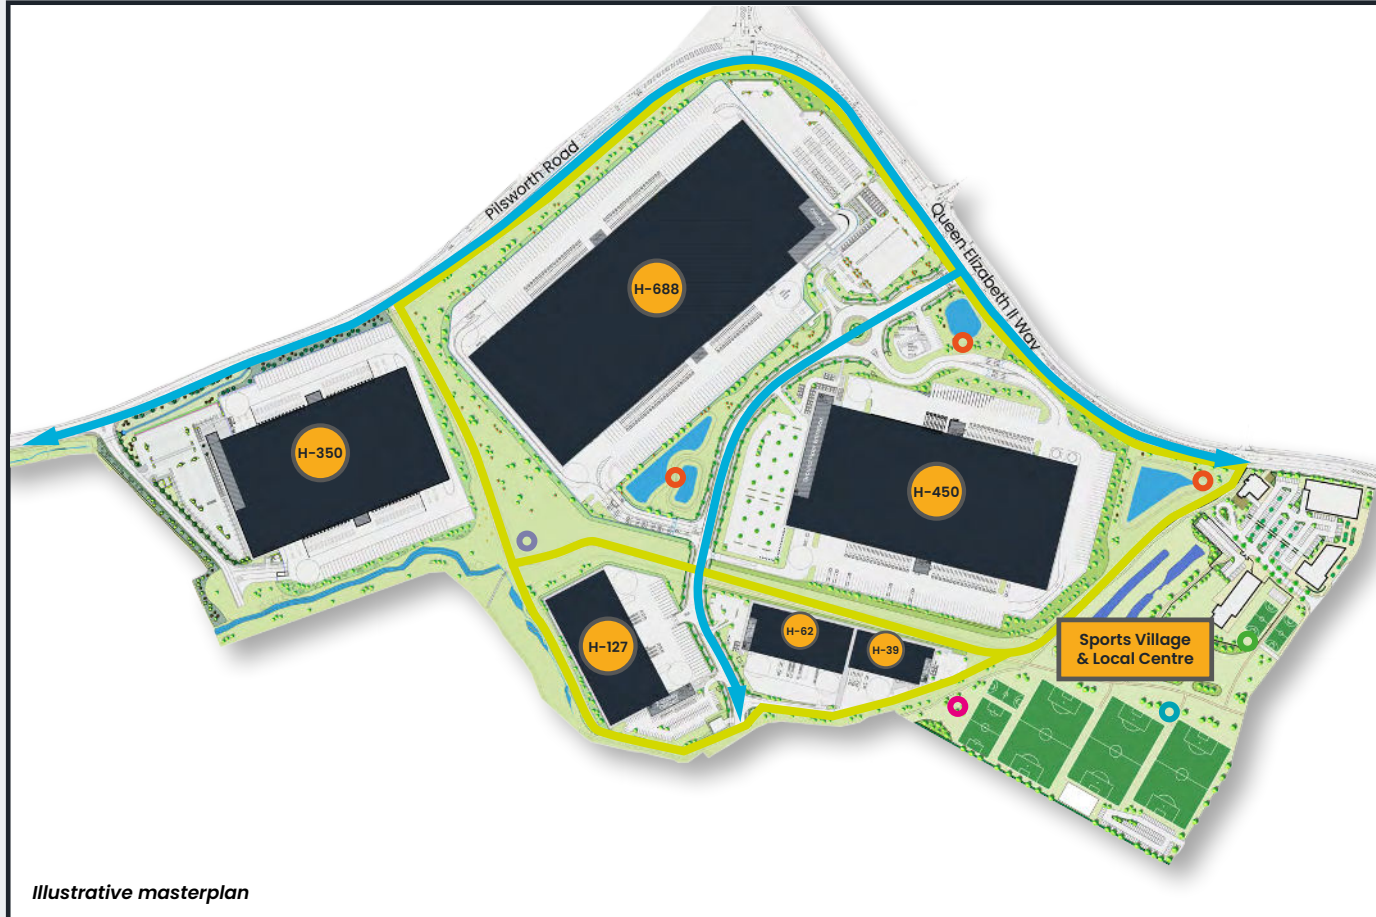 Pilsworth Road
Queen Elizabeth II Way
H-688
H-350
H-450
H-127
H-62
H-39
Sports Village
& Local Centre
Illustrative masterplan